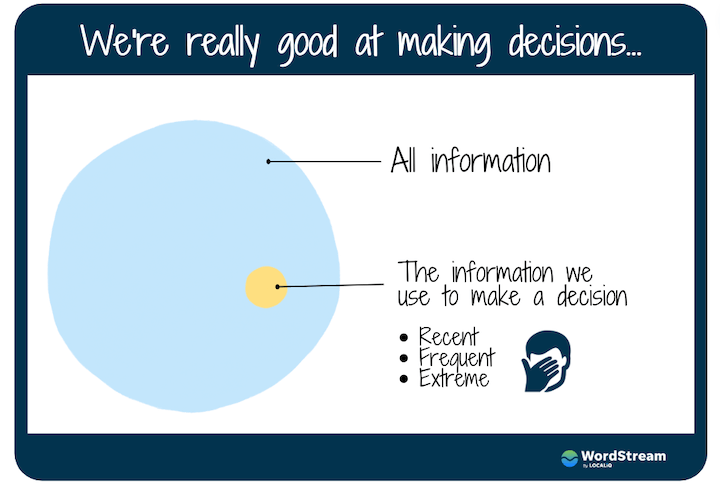 We're really good at making decisions...
All information
The information we
use to make a decision
• Recent
• Frequent
• Extreme
WordStream
By LOCALiQ